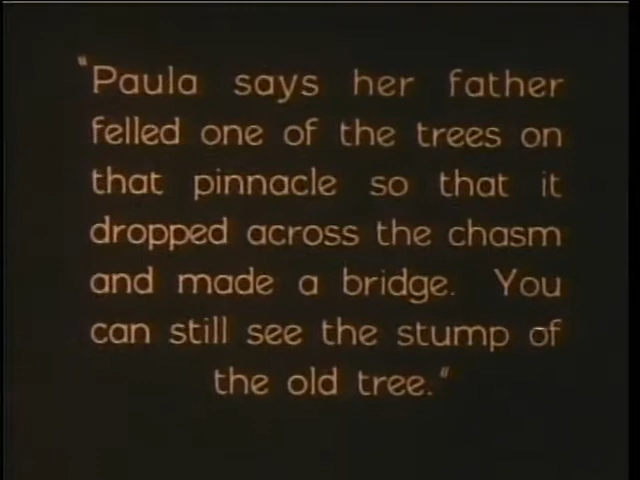 "Paula says her father
felled one of the trees on
that pinnacle so that it
dropped across the chasm
and made a bridge. You
can still see the stump of
the old tree."